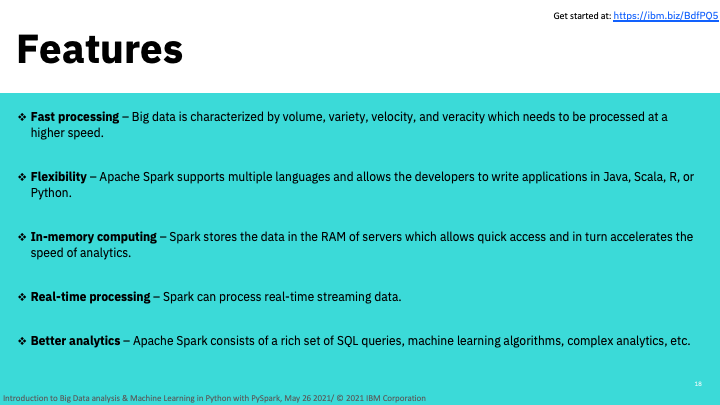 Get started at: https://ibm.biz/BdfPQ5
Features
❖ Fast processing – Big data is characterized by volume, variety, velocity, and veracity which needs to be processed at a
higher speed.
❖ Flexibility – Apache Spark supports multiple languages and allows the developers to write applications in Java, Scala, R, or
Python.
❖ In-memory computing – Spark stores the data in the RAM of servers which allows quick access and in turn accelerates the
speed of analytics.
❖ Real-time processing – Spark can process real-time streaming data.
❖ Better analytics – Apache Spark consists of a rich set of SQL queries, machine learning algorithms, complex analytics, etc.
18
Introduction to Big Data analysis & Machine Learning in Python with PySpark, May 26 2021/ © 2021 IBM Corporation